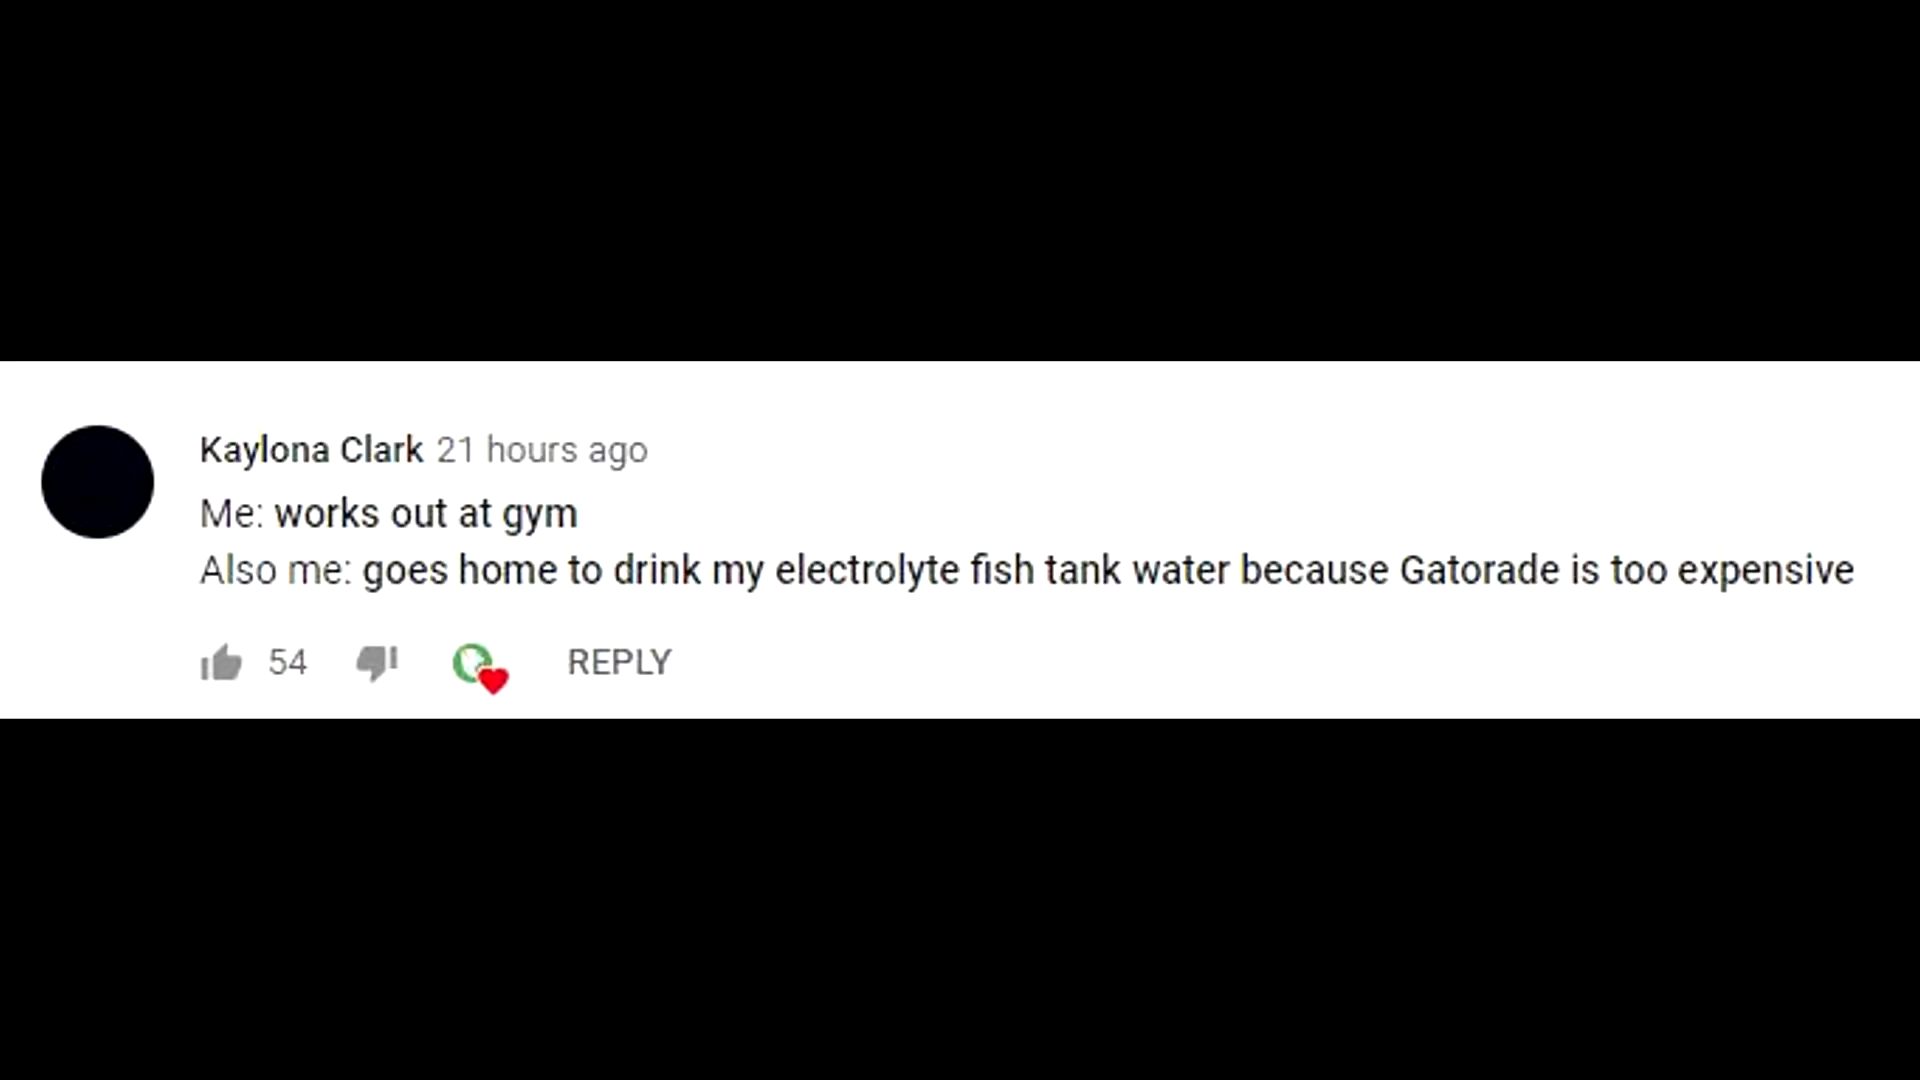 Kaylona Clark 21 hours ago
Me: works out at gym
Also me: goes home to drink my electrolyte fish tank water because Gatorade is too expensive
54 REPLY